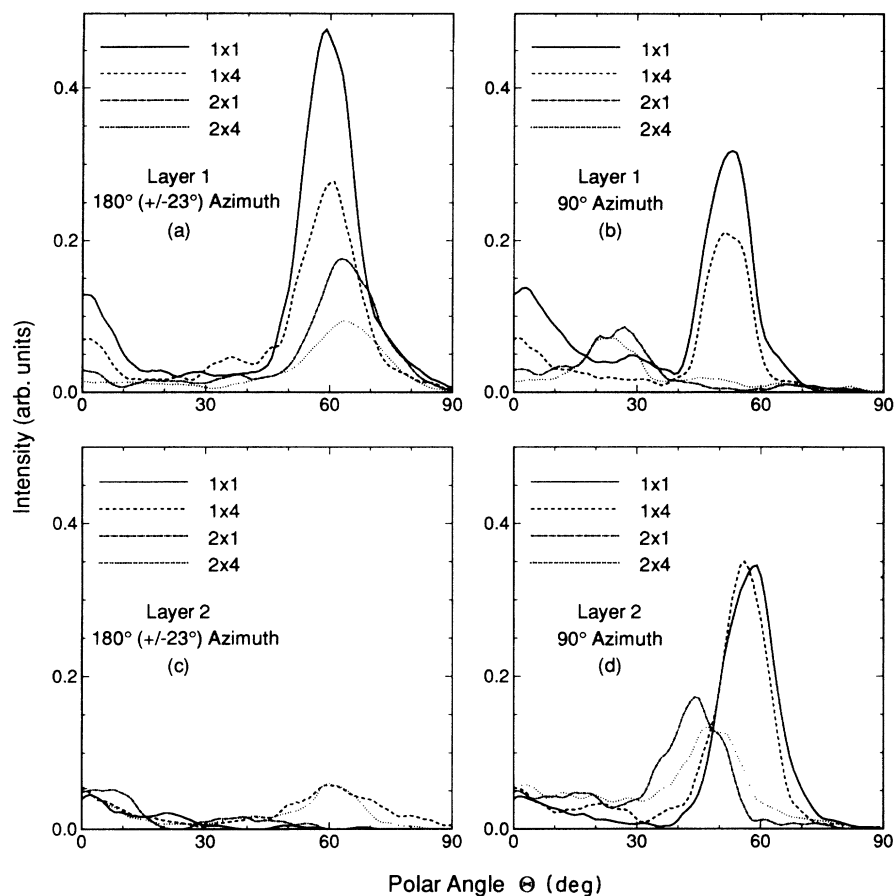 1x1
1x4
2x1
2x4
Layer 1
180° (+/-23°) Azimuth
(a)
0.4
0.2
0.0
0
30
60
90
1x1
1x4
2x1
2x4
Layer 1
90° Azimuth
(b)
0.4
0.2
0.0
0
30
60
90
Intensity (arb. units)
1x1
1x4
2x1
2x4
Layer 2
180° (+/-23°) Azimuth
(c)
0.4
0.2
0.0
0
30
60
90
1x1
1x4
2x1
2x4
Layer 2
90° Azimuth
(d)
0.4
0.2
0.0
0
30
60
90
Polar Angle Θ (deg)